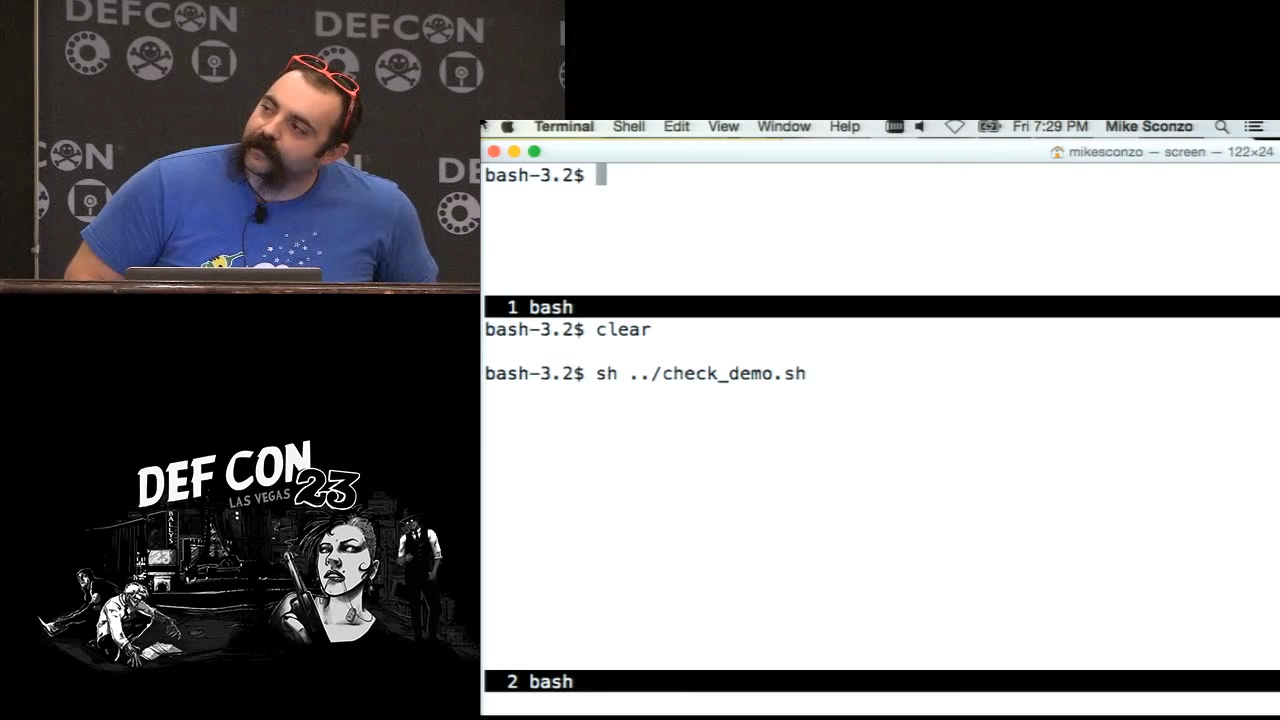 DEFCON DEFCON
CON
DE
Terminal Shell Edit View Window Help Fri 7:29 PM Mike Sconzo
mikesconzo — screen — 122×24
bash-3.2$
1 bash
bash-3.2$ clear
bash-3.2$ sh ../check_demo.sh
2 bash
DEF CON
LAS VEGAS 23
BALLYS
23